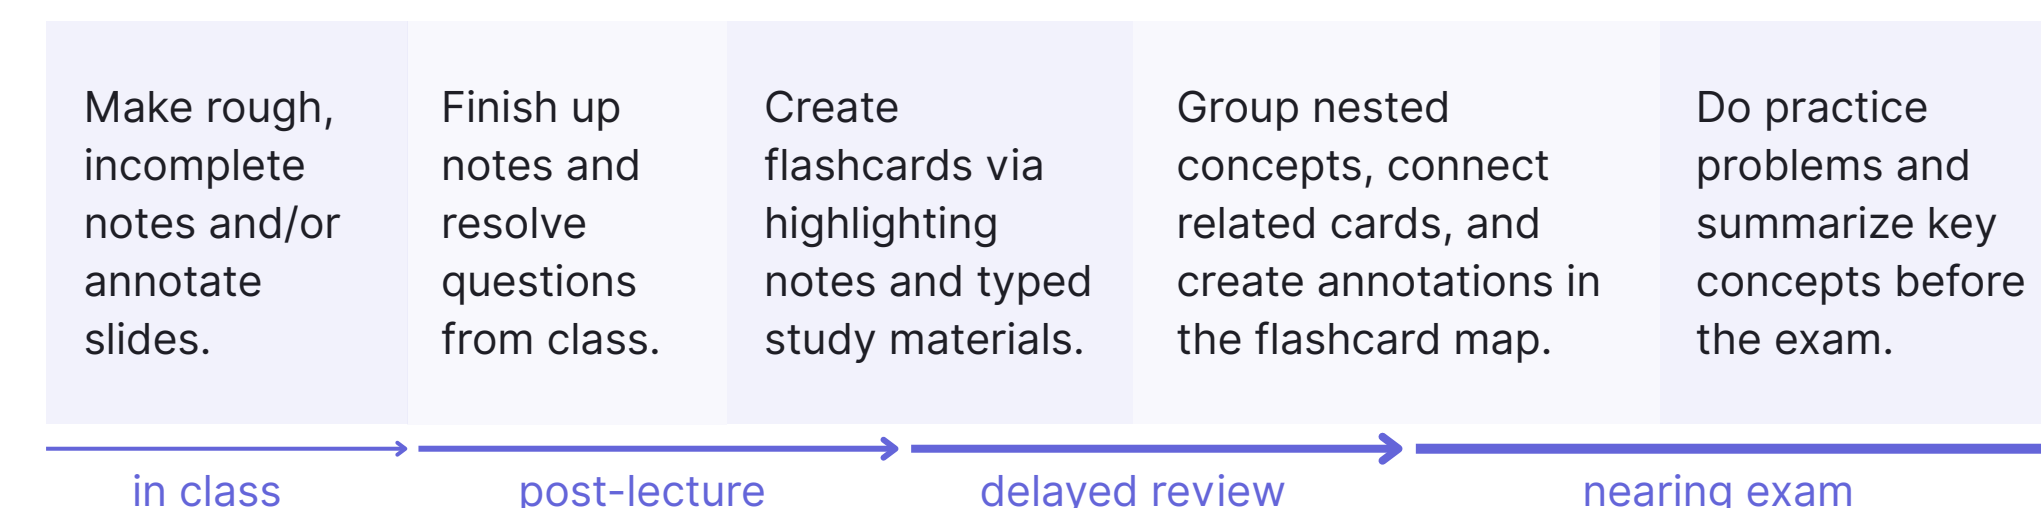 Make rough,
incomplete
notes and/or
annotate
slides.
Finish up
notes and
resolve
questions
from class.
Create
flashcards via
highlighting
notes and typed
study materials.
Group nested
concepts, connect
related cards, and
create annotations in
the flashcard map.
Do practice
problems and
summarize key
concepts before
the exam.
in class
post-lecture
delayed review
nearing exam